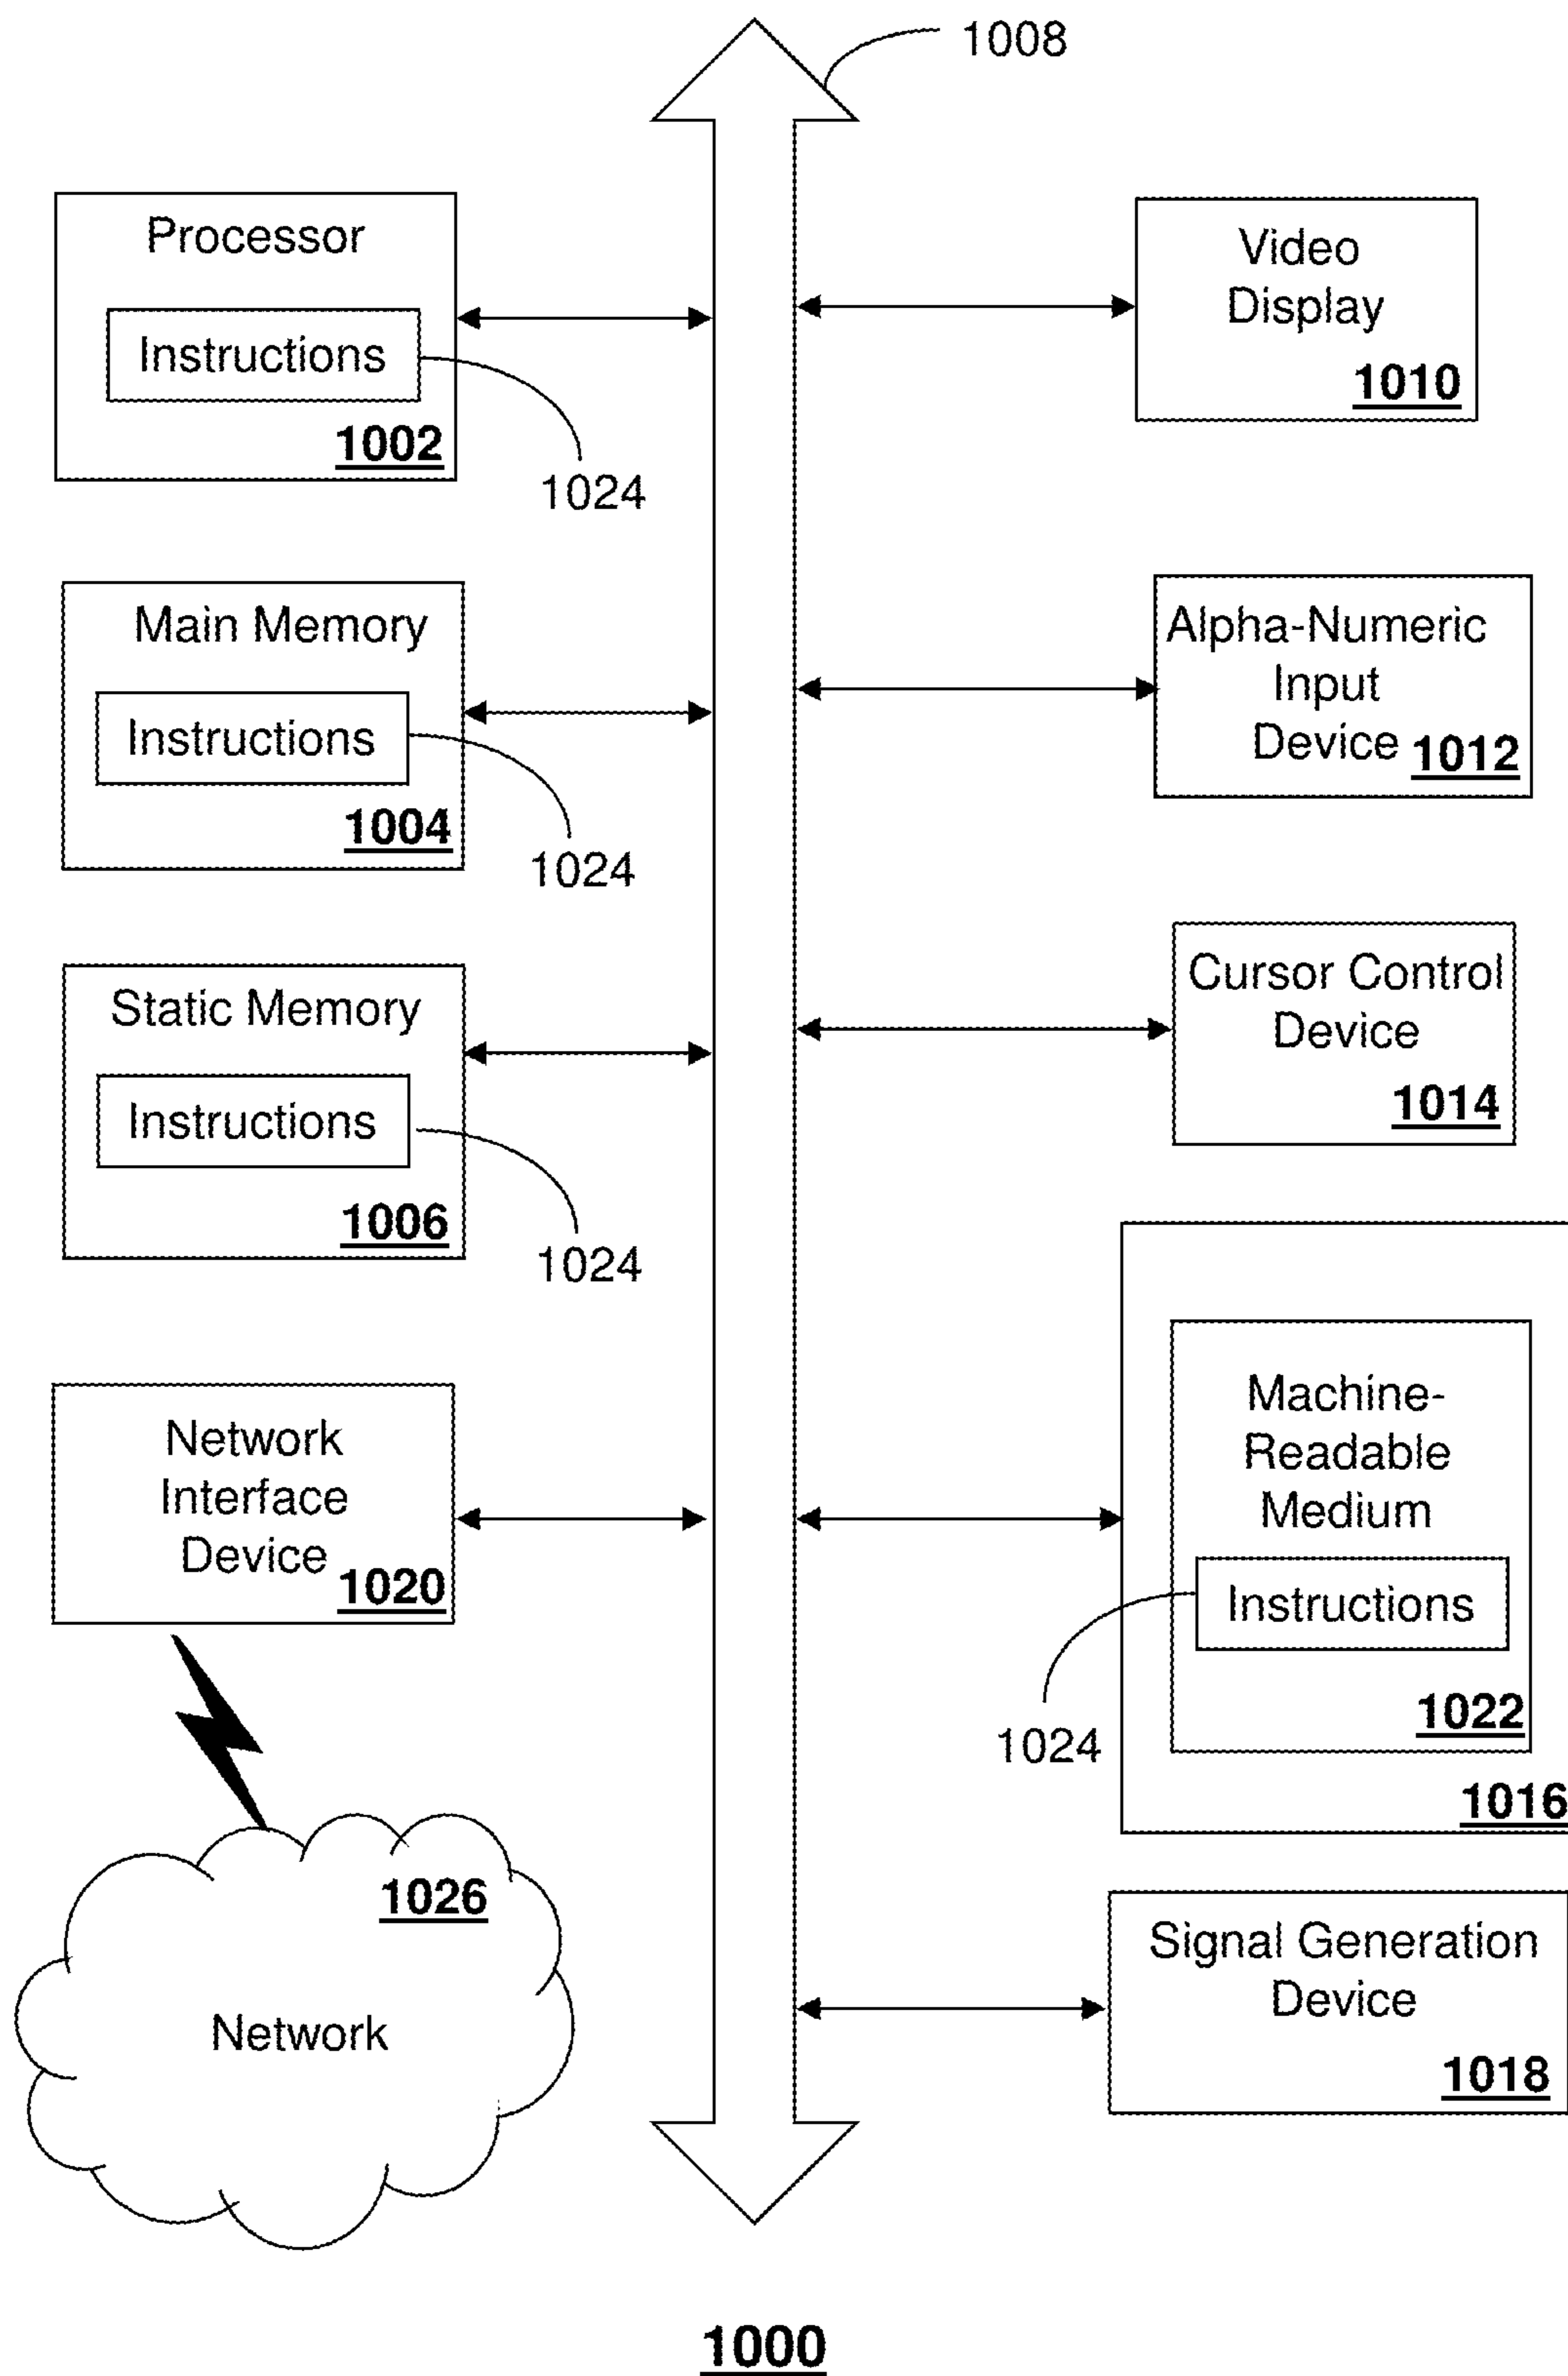 1008
Processor
Instructions
1002
1024
Main Memory
Instructions
1004
1024
Static Memory
Instructions
1006
1024
Network
Interface
Device
1020
1026
Network
Video
Display
1010
Alpha-Numeric
Input
Device 1012
Cursor Control
Device
1014
Machine-
Readable
Medium
Instructions
1022
1024
1016
Signal Generation
Device
1018
1000